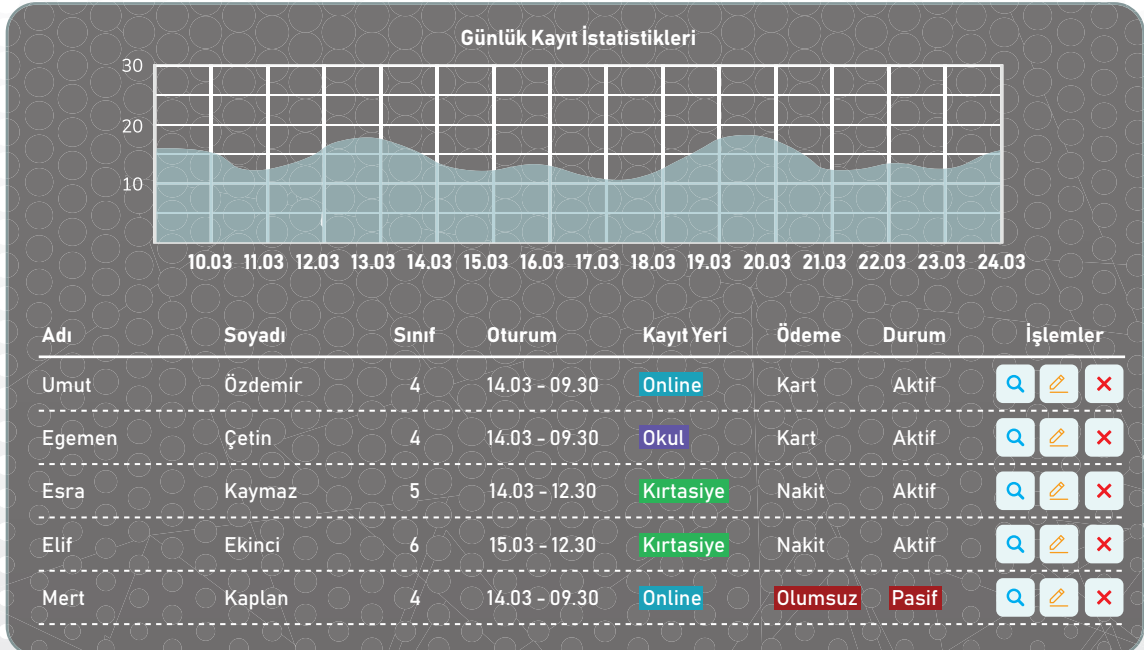 Günlük Kayıt İstatistikleri
30
20
10
10.03 11.03 12.03 13.03 14.03 15.03 16.03 17.03 18.03 19.03 20.03 21.03 22.03 23.03 24.03
Adı Soyadı Sınıf Oturum Kayıt Yeri Ödeme Durum İşlemler
Umut Özdemir 4 14.03 - 09.30 Online Kart Aktif
Egemen Çetin 4 14.03 - 09.30 Okul Kart Aktif
Esra Kaymaz 5 14.03 - 12.30 Kırtasiye Nakit Aktif
Elif Ekinci 6 15.03 - 12.30 Kırtasiye Nakit Aktif
Mert Kaplan 4 14.03 - 09.30 Online Olumsuz Pasif